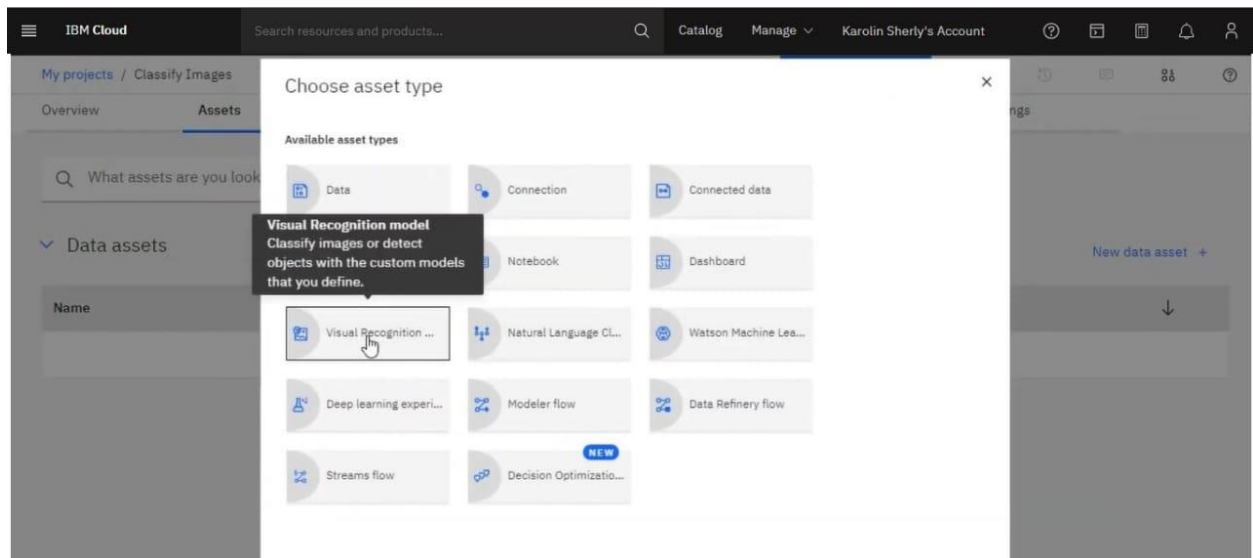 IBM Cloud Search resources and products... Catalog Manage Karolin Sherly's Account
My projects / Classify Images
Choose asset type
Overview Assets ngs
Available asset types
What assets are you look
Data Connection Connected data
Visual Recognition model
Classify images or detect
objects with the custom models
that you define.
Data assets
Notebook Dashboard
New data asset +
Name
Visual Recognition ... Natural Language Cl... Watson Machine Lea...
Deep learning experi... Modeler flow Data Refinery flow
NEW
Streams flow Decision Optimizatio...